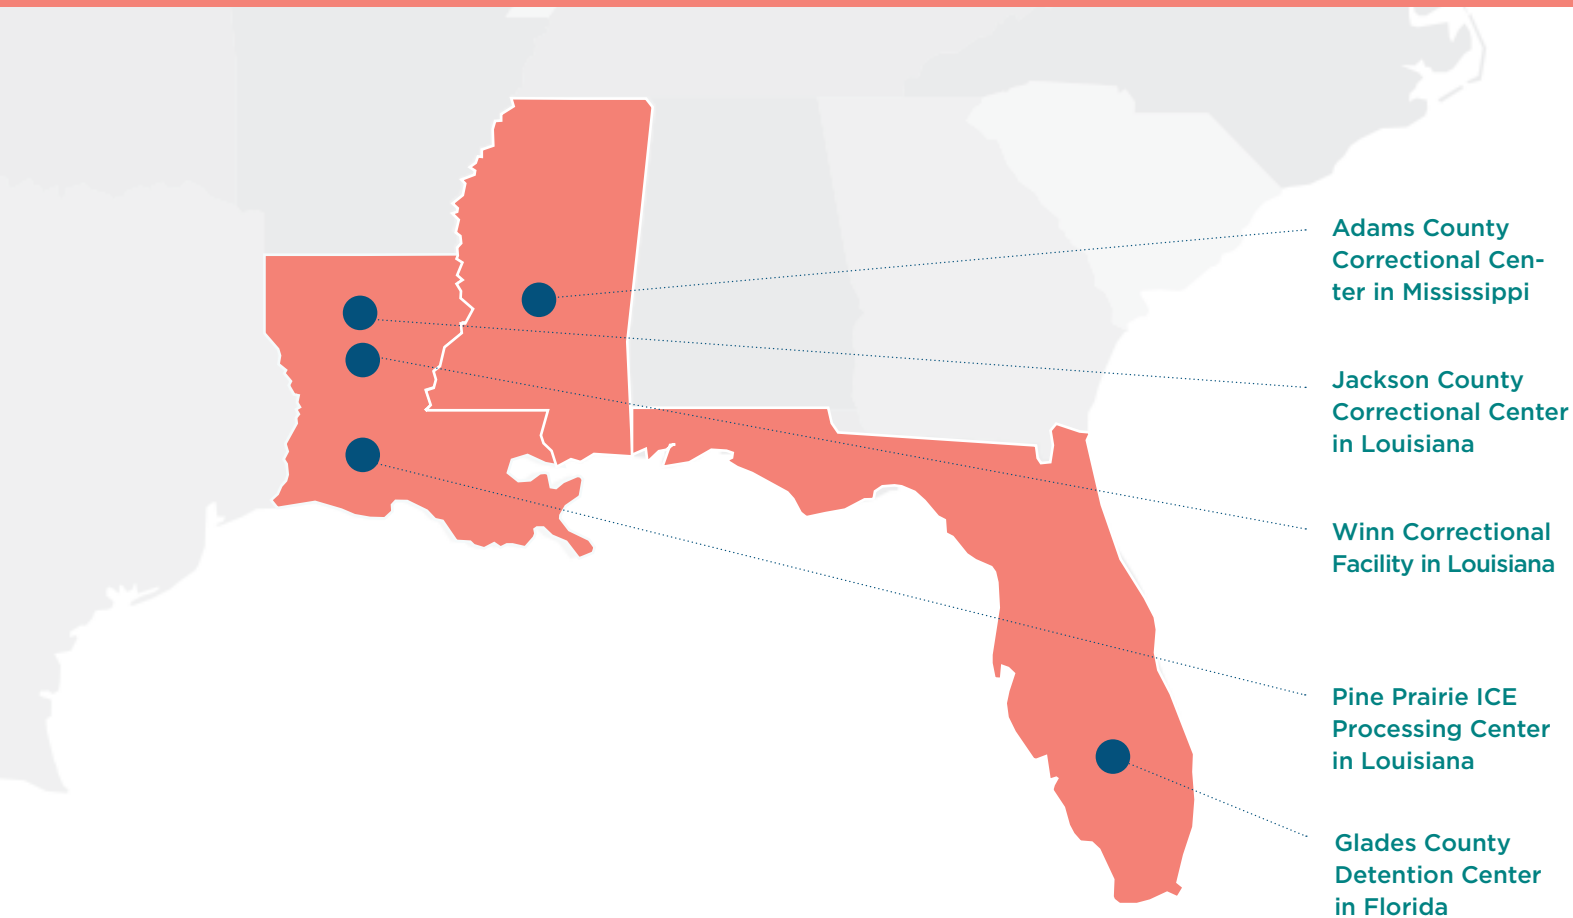 Adams County
Correctional Cen-
ter in Mississippi
Jackson County
Correctional Center
in Louisiana
Winn Correctional
Facility in Louisiana
Pine Prairie ICE
Processing Center
in Louisiana
Glades County
Detention Center
in Florida